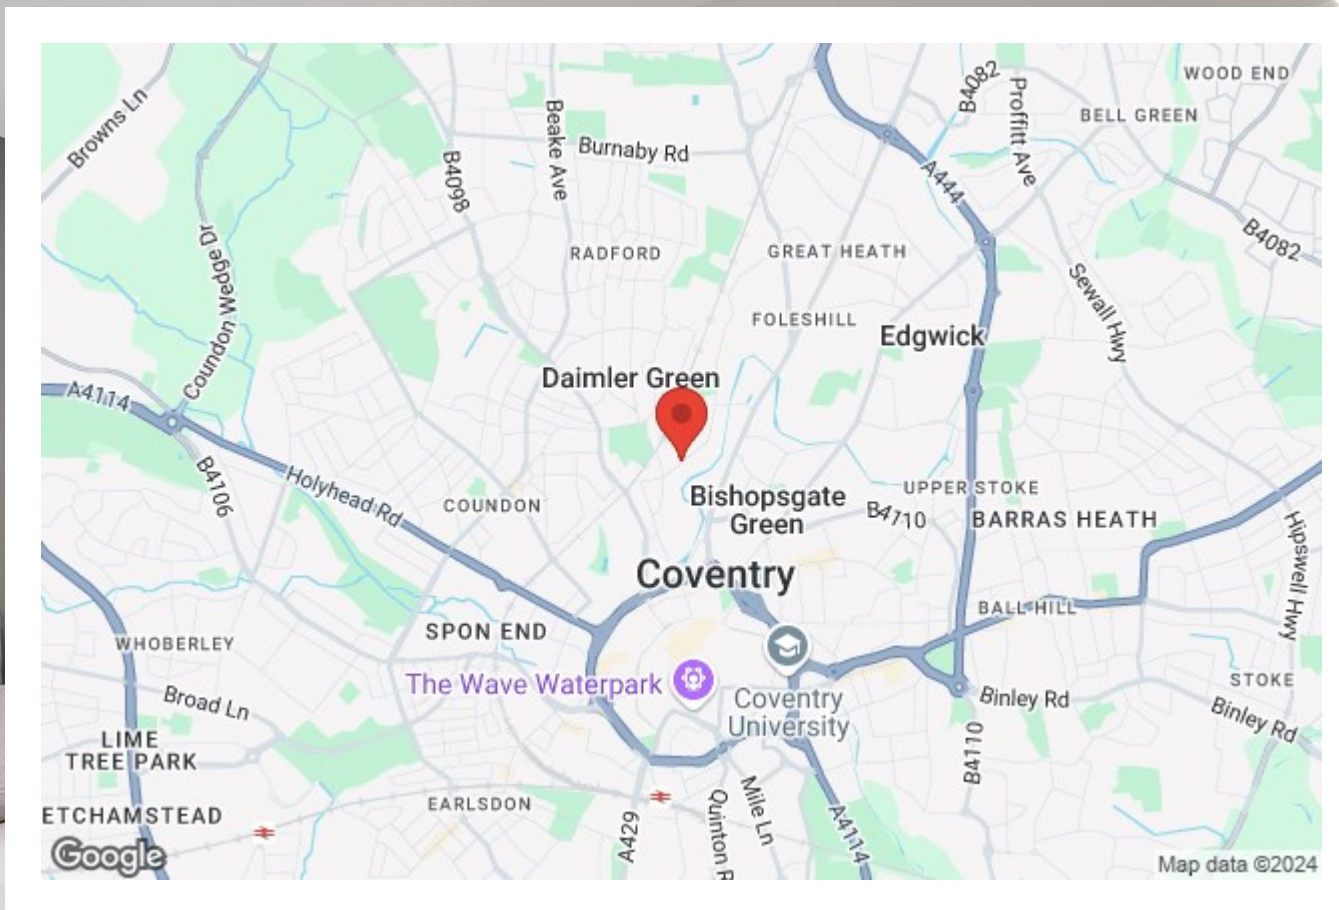 WOOD END
B4082
Proffitt Ave
BELL GREEN
Browns Ln
Beake Ave
Burnaby Rd
B4098
A444
B4082
Coundon Wedge Dr
RADFORD
GREAT HEATH
Sewall Hwy
FOLESHILL
Edgwick
Daimler Green
A4114
B4106
Holyhead Rd
COUNDON
Bishopsgate
Green
UPPER STOKE
B4110
BARRAS HEATH
Hipswell Hwy
Coventry
BALL HILL
SPON END
WHOBERLEY
The Wave Waterpark
Coventry
University
STOKE
Broad Ln
Binley Rd
Binley Rd
LIME
TREE PARK
B4110
ETCHAMSTEAD
EARLSDON
A429
Quinton R
Mile Ln
A4114
Google
Map data ©2024